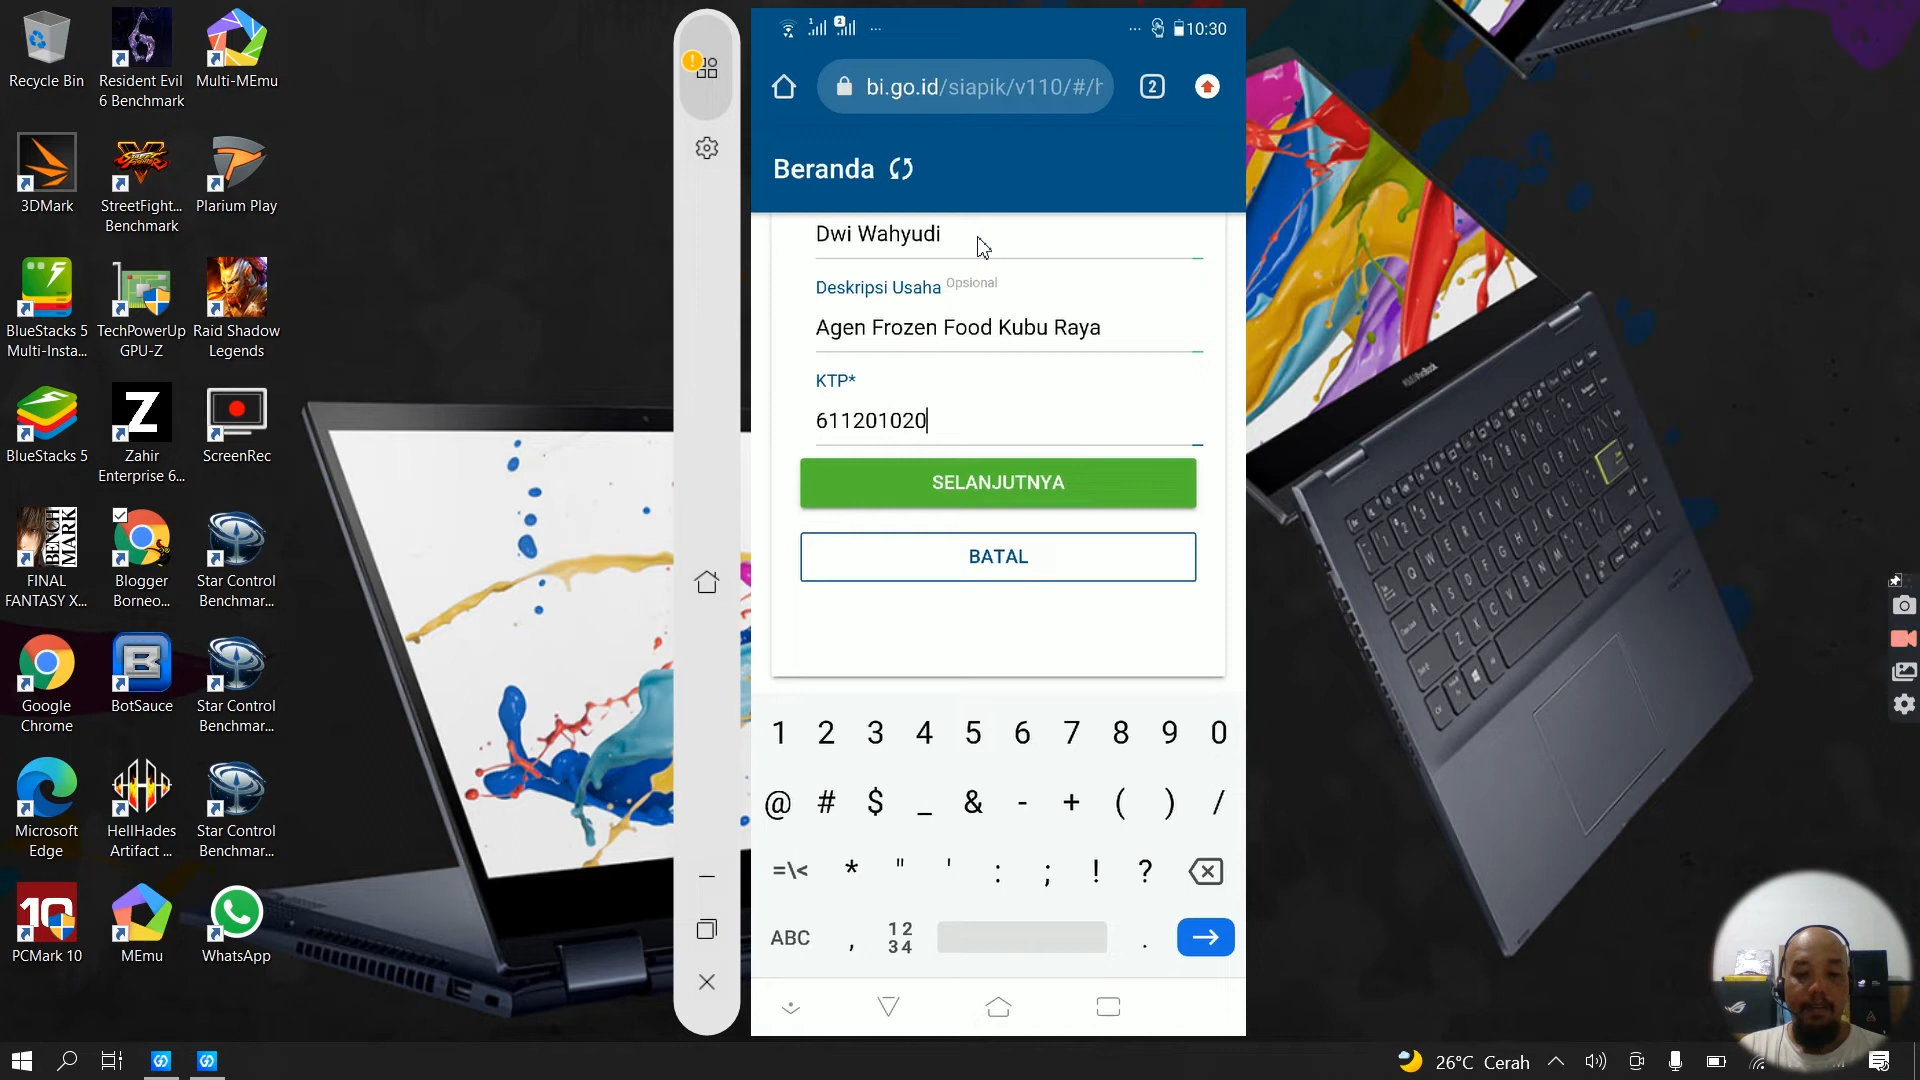 Recycle Bin
Resident Evil
6 Benchmark
Multi-MEmu
3DMark
StreetFight...
Benchmark
Plarium Play
BlueStacks 5
Multi-Insta...
TechPowerUp
GPU-Z
Raid Shadow
Legends
BlueStacks 5
Zahir
Enterprise 6...
ScreenRec
FINAL
FANTASY X...
Blogger
Borneo...
Star Control
Benchmar...
Google
Chrome
BotSauce
Star Control
Benchmar...
Microsoft
Edge
HellHades
Artifact ...
Star Control
Benchmar...
PCMark 10
MEmu
WhatsApp
10:30
bi.go.id/siapik/v110/#/h
2
Beranda
Dwi Wahyudi
Deskripsi Usaha Opsional
Agen Frozen Food Kubu Raya
KTP*
611201020
SELANJUTNYA
BATAL
1 2 3 4 5 6 7 8 9 0
@ # $ _ & - + ( ) /
=\< * " ' : ; ! ?
ABC , 1 2 3 4 .
26°C Cerah